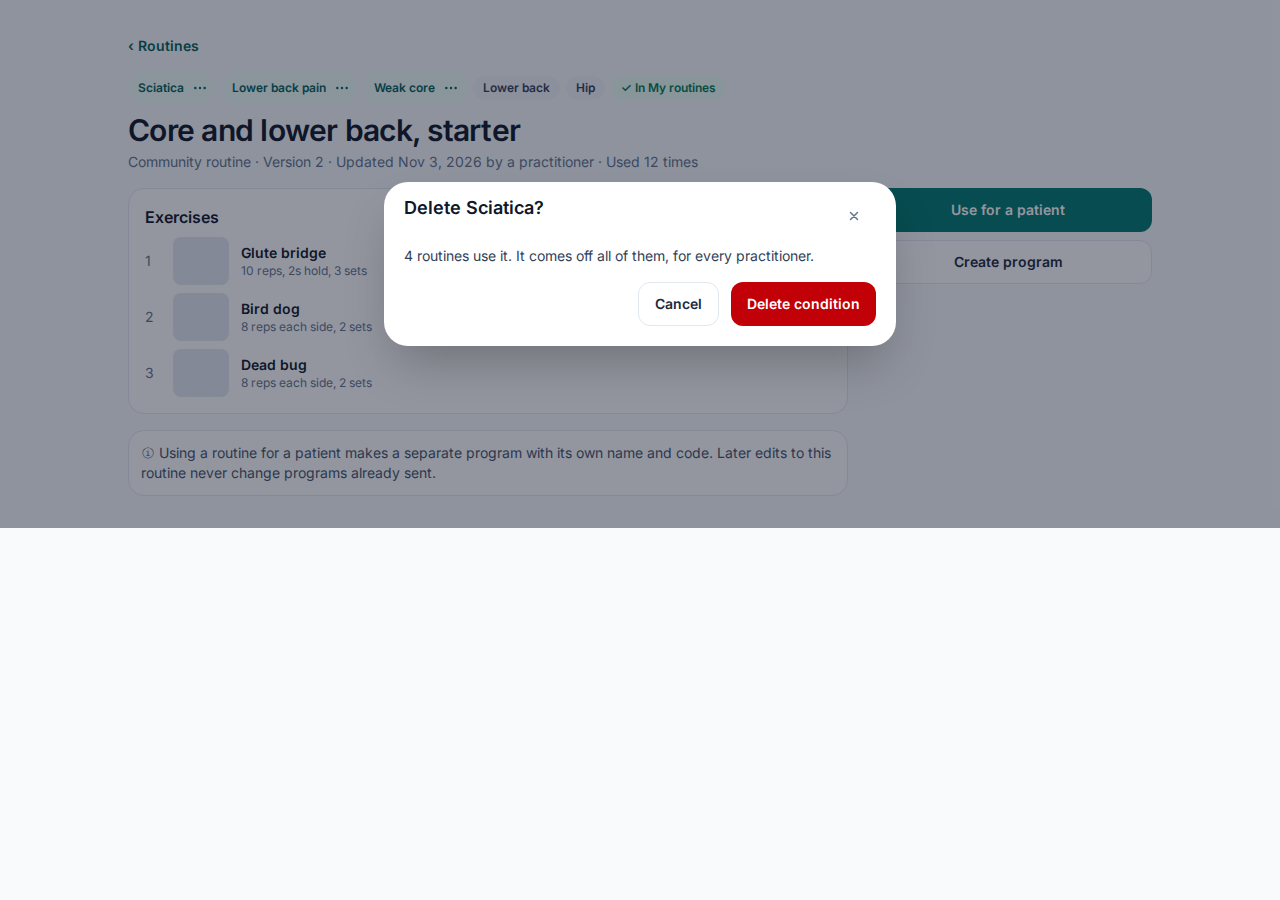 ‹ Routines
Sciatica ··· Lower back pain ··· Weak core ··· Lower back Hip ✓ In My routines
Core and lower back, starter
Community routine · Version 2 · Updated Nov 3, 2026 by a practitioner · Used 12 times
Delete Sciatica? ×
4 routines use it. It comes off all of them, for every practitioner.
Cancel Delete condition
Exercises
1 Glute bridge
10 reps, 2s hold, 3 sets
2 Bird dog
8 reps each side, 2 sets
3 Dead bug
8 reps each side, 2 sets
Use for a patient
Create program
ⓘ Using a routine for a patient makes a separate program with its own name and code. Later edits to this
routine never change programs already sent.